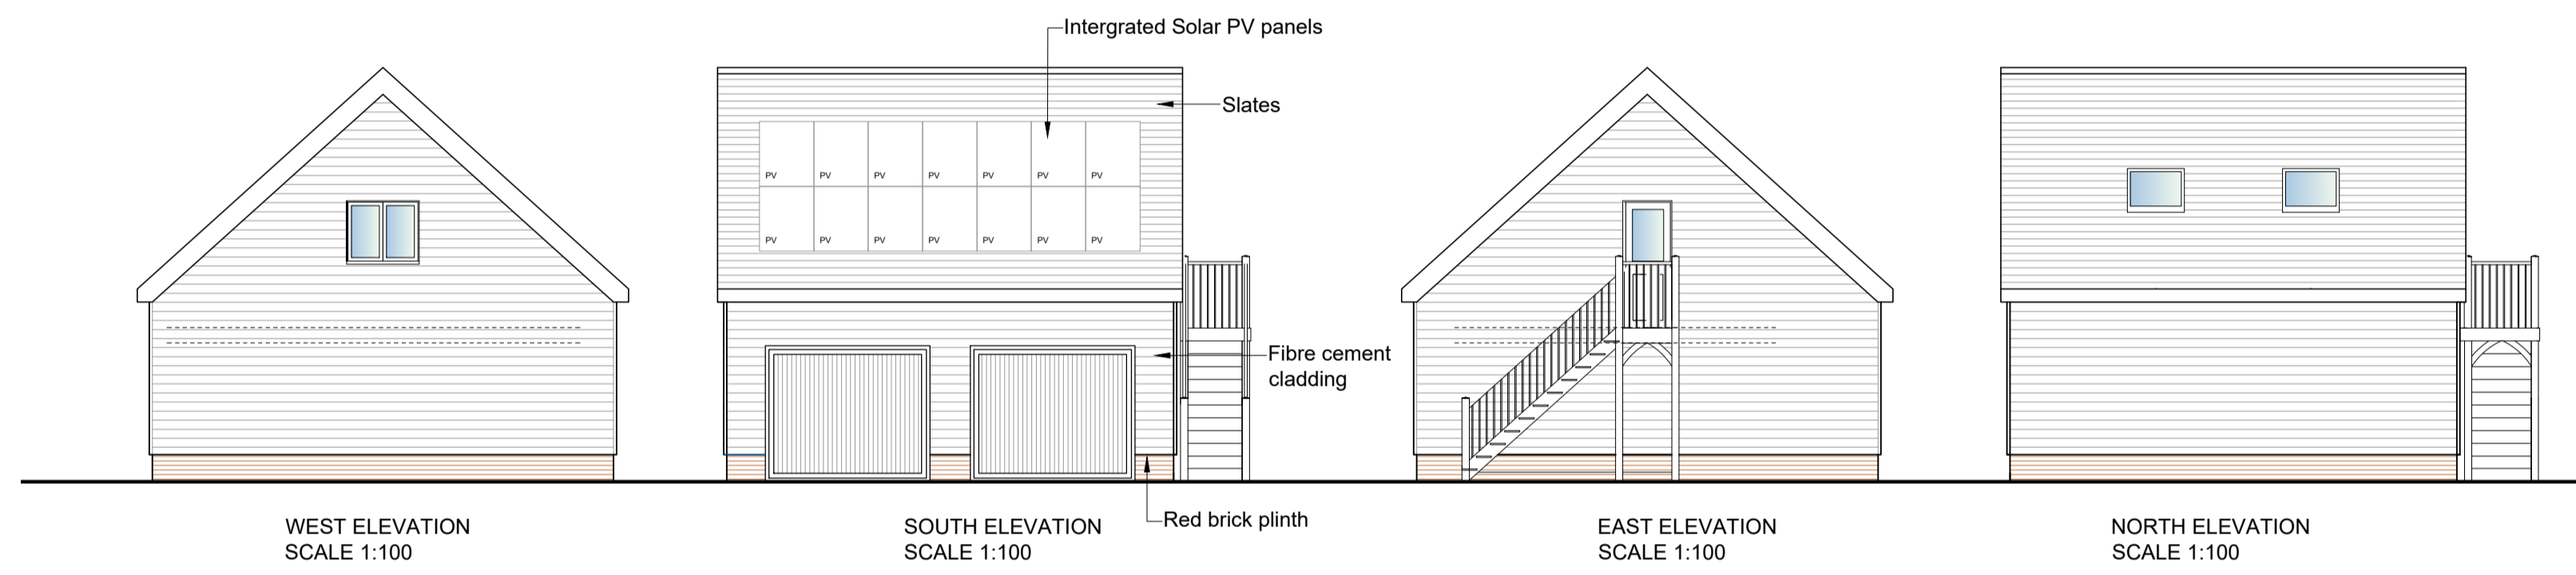 Intergrated Solar PV panels
Slates
PV PV PV PV PV PV PV
PV PV PV PV PV PV PV
Fibre cement
cladding
Red brick plinth
WEST ELEVATION
SCALE 1:100
SOUTH ELEVATION
SCALE 1:100
EAST ELEVATION
SCALE 1:100
NORTH ELEVATION
SCALE 1:100